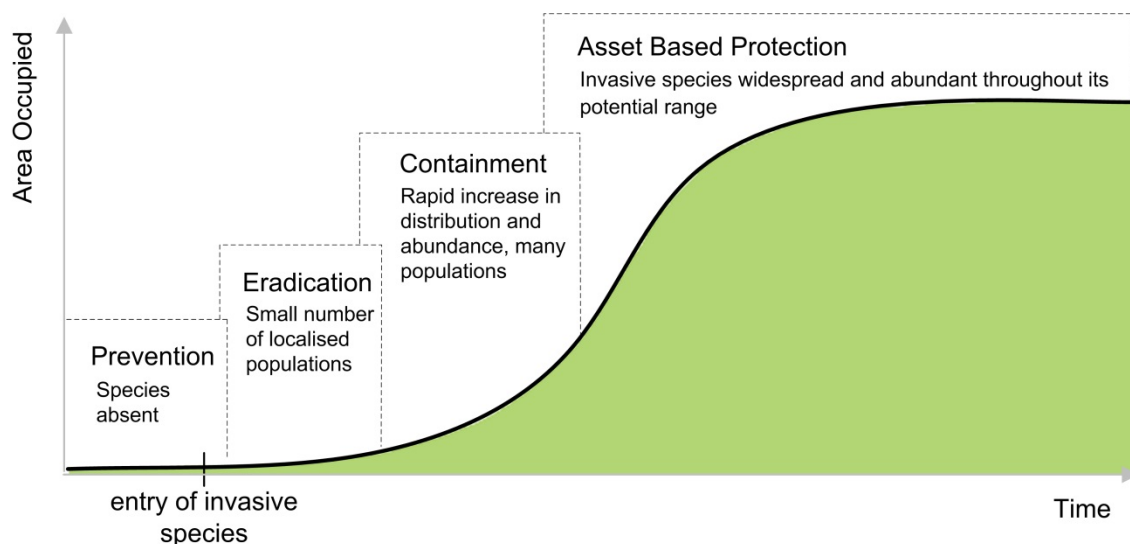 Area Occupied
Asset Based Protection
Invasive species widespread and abundant throughout its
potential range
Containment
Rapid increase in
distribution and
abundance, many
populations
Eradication
Small number
of localised
populations
Prevention
Species
absent
entry of invasive
species
Time